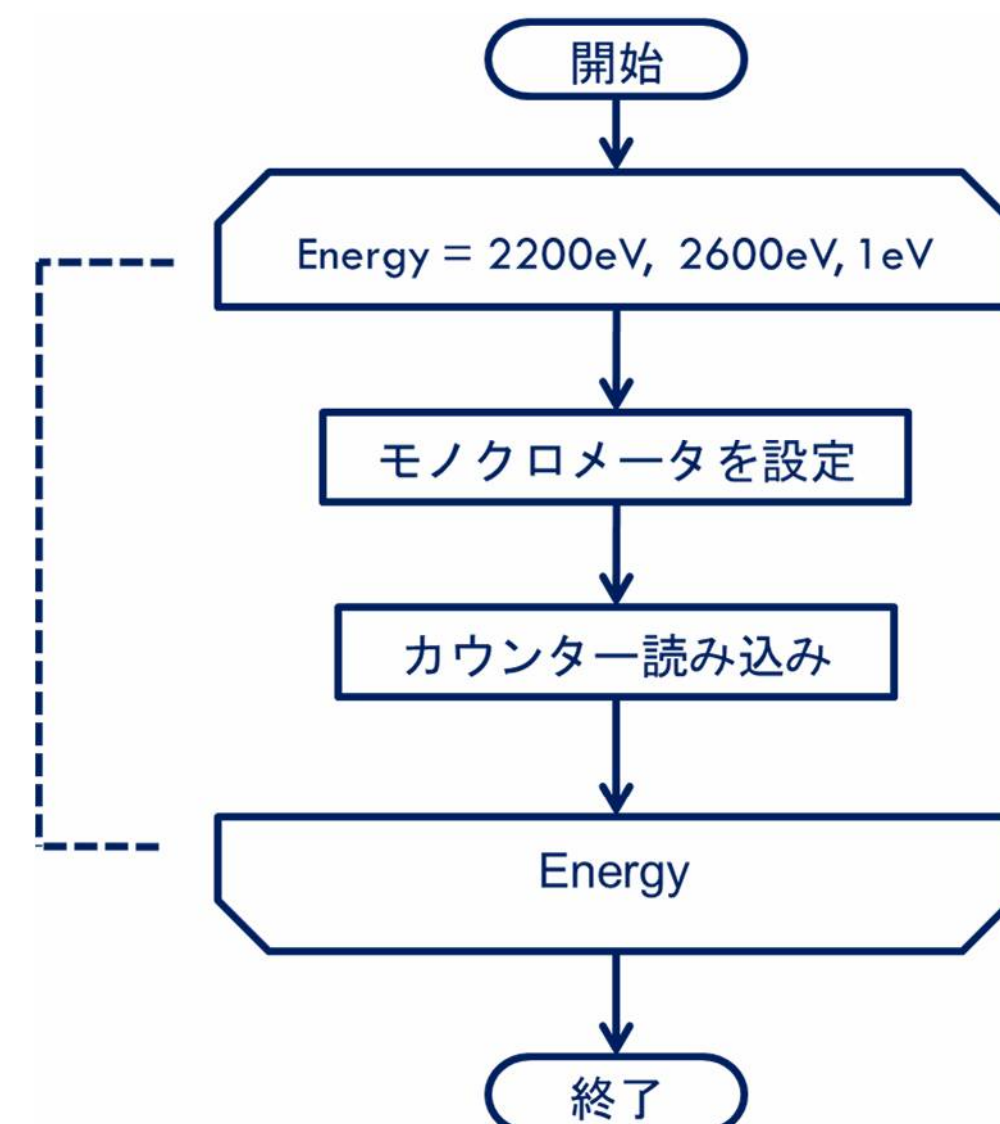 開始
Energy = 2200eV, 2600eV, 1eV
モノクロメータを設定
カウンター読み込み
Energy
終了